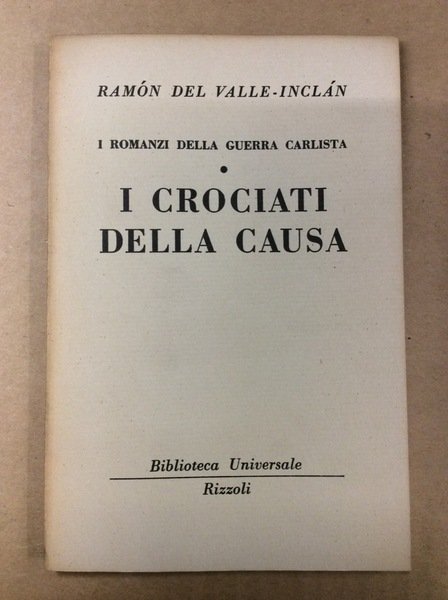 RAMÓN DEL VALLE-INCLÁN
I ROMANZI DELLA GUERRA CARLISTA
•
I CROCIATI
DELLA CAUSA
Biblioteca Universale
Rizzoli